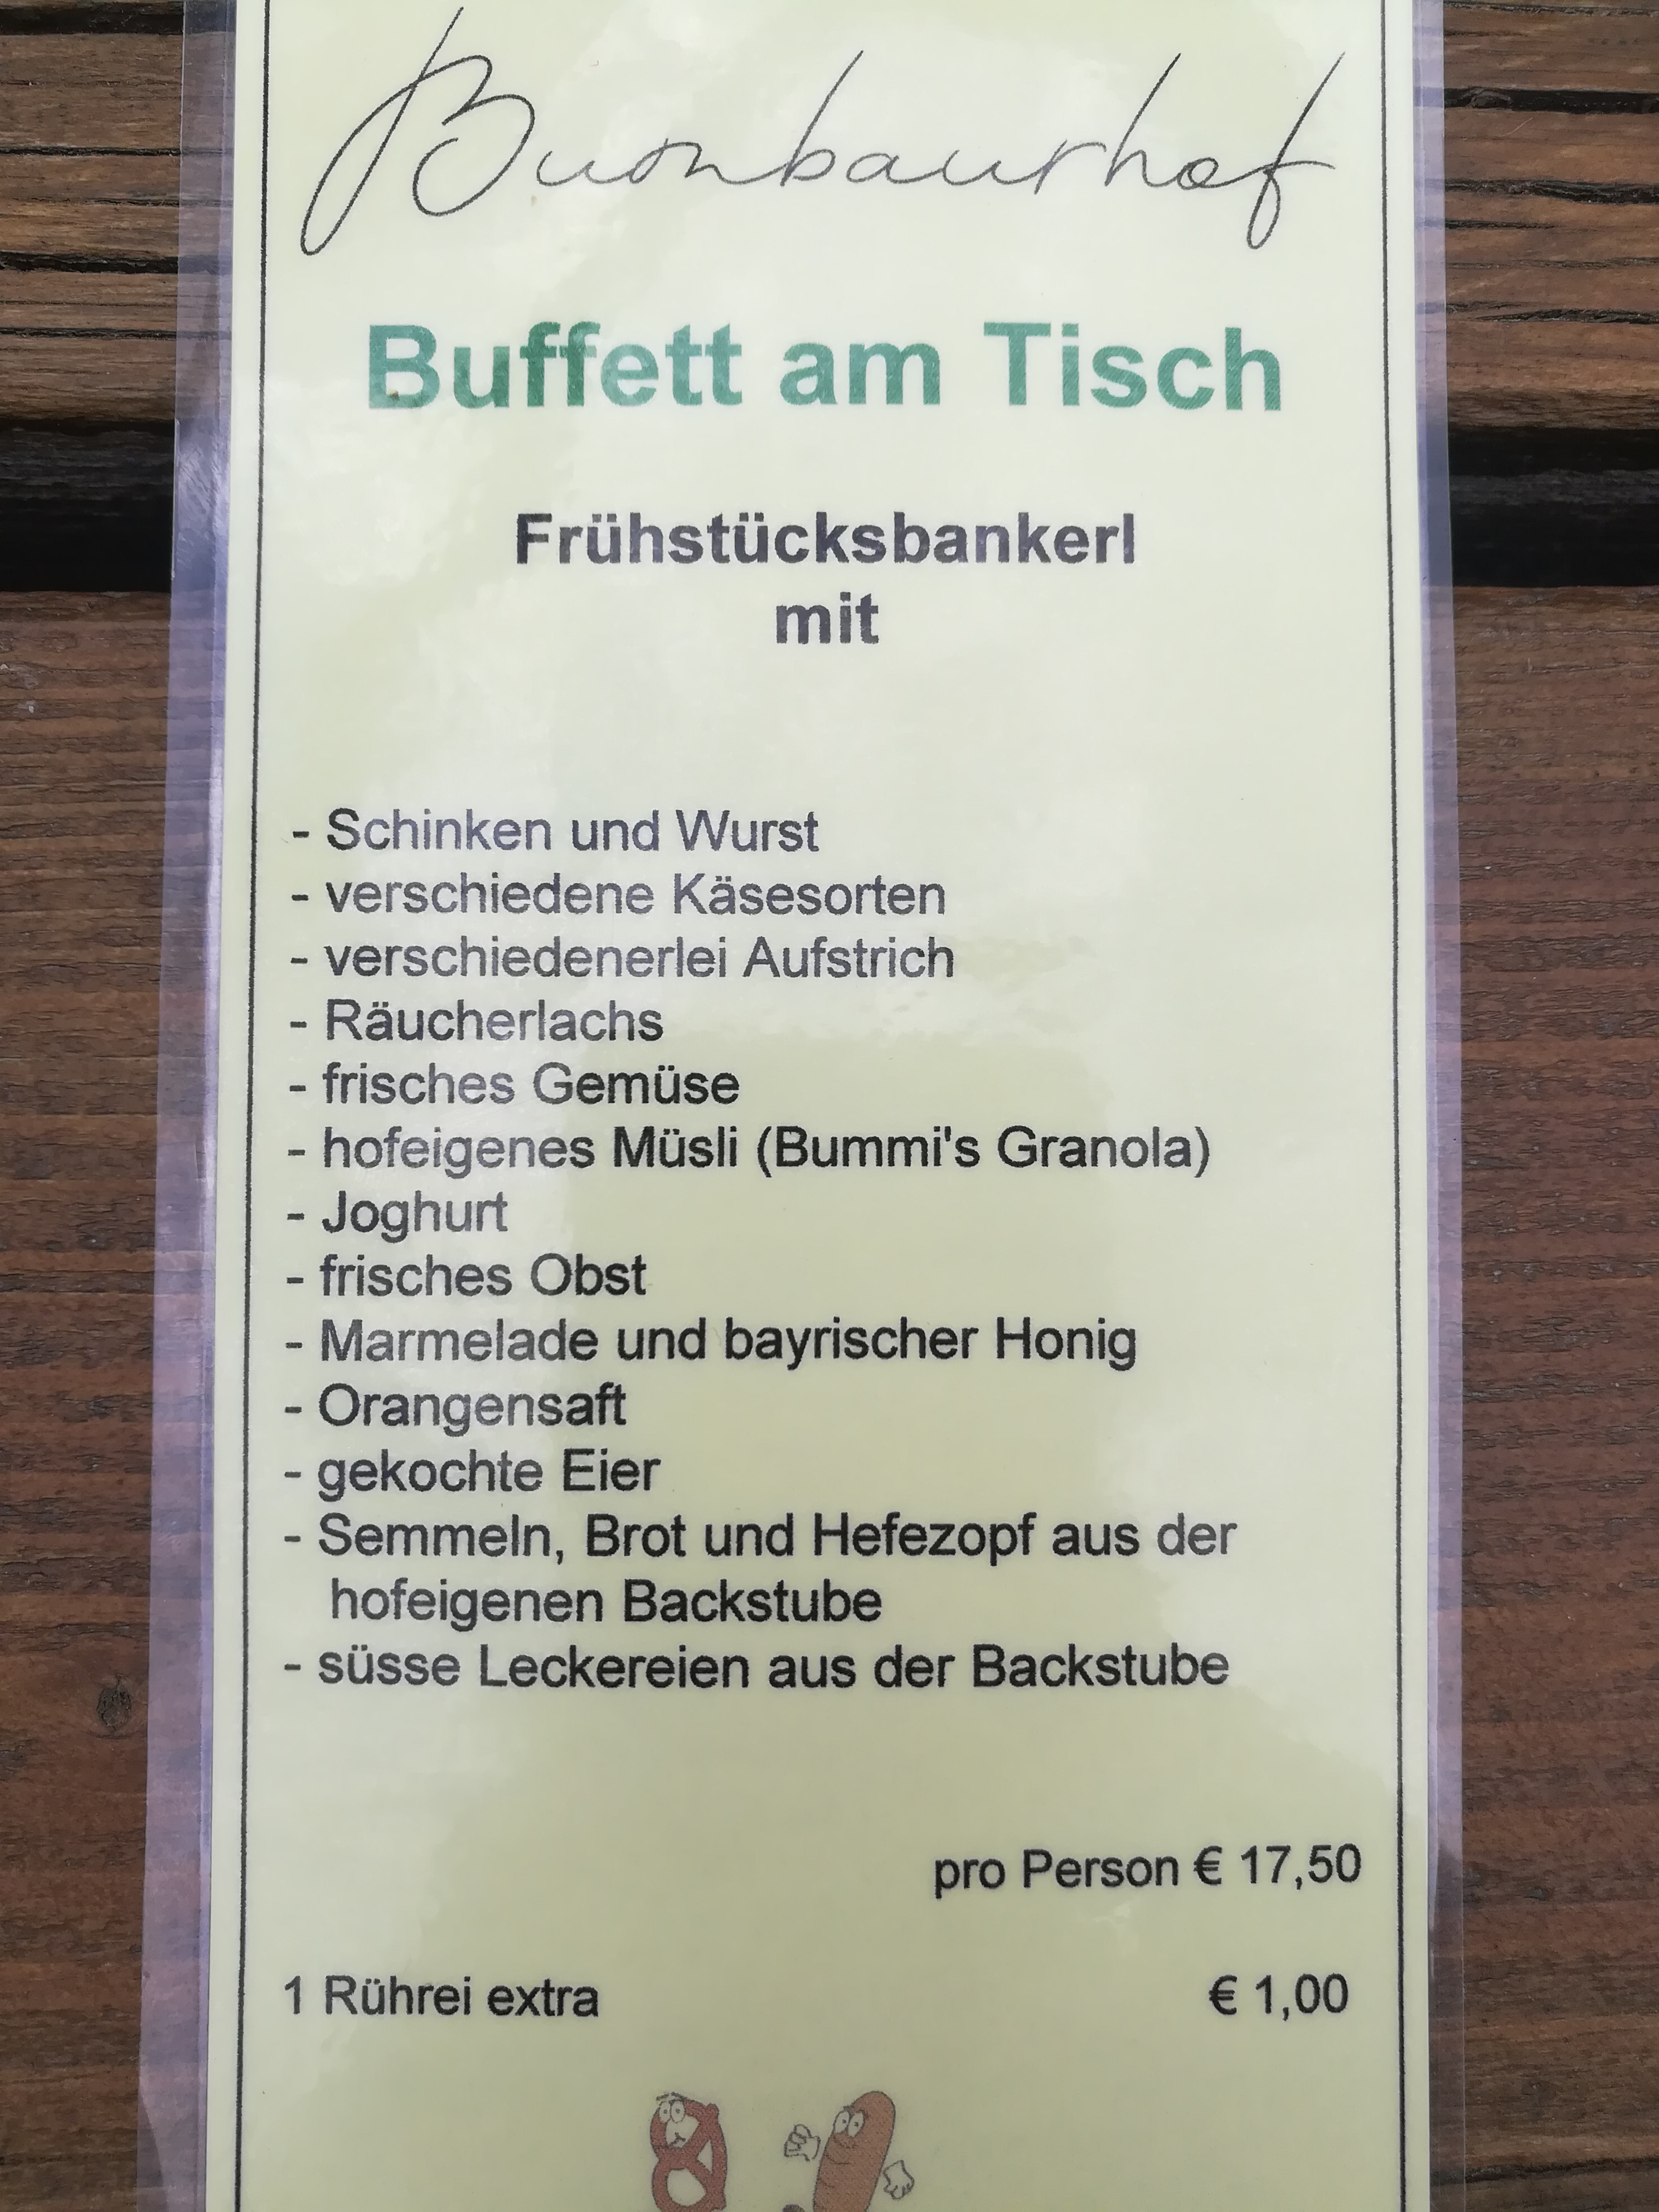 Buffett am Tisch
Frühstücksbankerl
mit
- Schinken und Wurst
- verschiedene Käsesorten
- verschiedenerlei Aufstrich
- Räucherlachs
- frisches Gemüse
- hofeigenes Müsli (Bummi's Granola)
- Joghurt
- frisches Obst
- Marmelade und bayrischer Honig
- Orangensaft
- gekochte Eier
- Semmeln, Brot und Hefezopf aus der
hofeigenen Backstube
- süsse Leckereien aus der Backstube
pro Person € 17,50
1 Rührei extra € 1,00